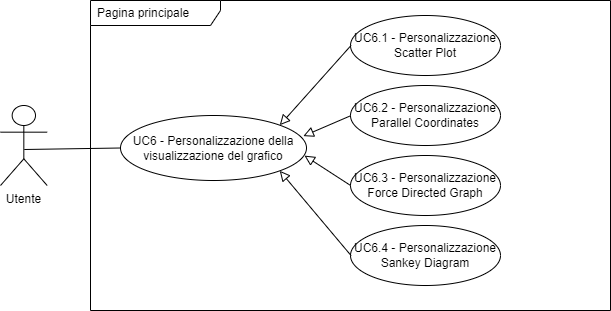 Pagina principale
UC6.1 - Personalizzazione
Scatter Plot
UC6.2 - Personalizzazione
Parallel Coordinates
UC6 - Personalizzazione della
visualizzazione del grafico
UC6.3 - Personalizzazione
Force Directed Graph
Utente
UC6.4 - Personalizzazione
Sankey Diagram